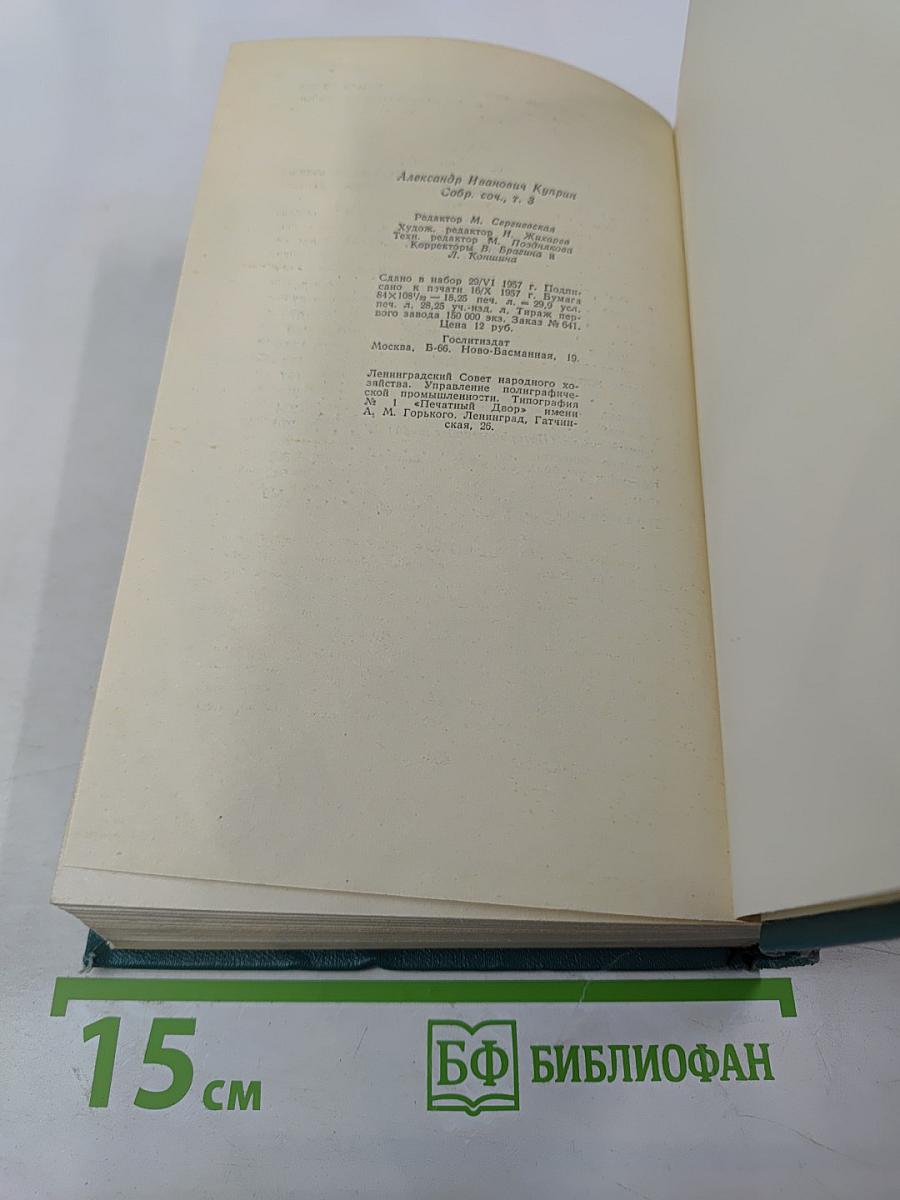 Александр Иванович Куприн
Собр. соч., т. 3
Редактор М. Сергиевская
Худож. редактор И. Жихарев
Техн. редактор М. Позднякова
Корректоры В. Брагина и
Л. Коншина
Сдано в набор 29/VI 1957 г. Подпи-
сано к печати 16/X 1957 г. Бумага
84×108¹/₃₂ — 18,25 печ. л. = 29,9 усл.
печ. л. 28,25 уч.-изд. л. Тираж пер-
вого завода 150 000 экз. Заказ № 641.
Цена 12 руб.
Гослитиздат
Москва, Б-66. Ново-Басманная, 19.
Ленинградский Совет народного хо-
зяйства. Управление полиграфиче-
ской промышленности. Типография
№ 1 «Печатный Двор» имени
А. М. Горького. Ленинград, Гатчин-
ская, 26.
15 см
БФ БИБЛИОФАН